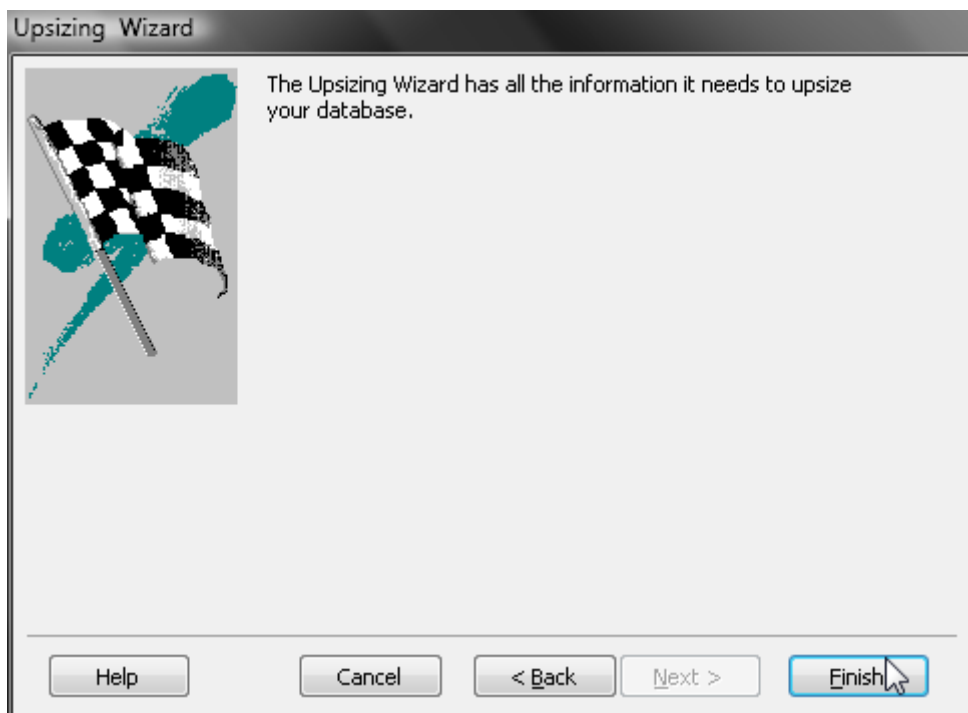 Upsizing Wizard
The Upsizing Wizard has all the information it needs to upsize
your database.
Help
Cancel
< Back
Next >
Finish